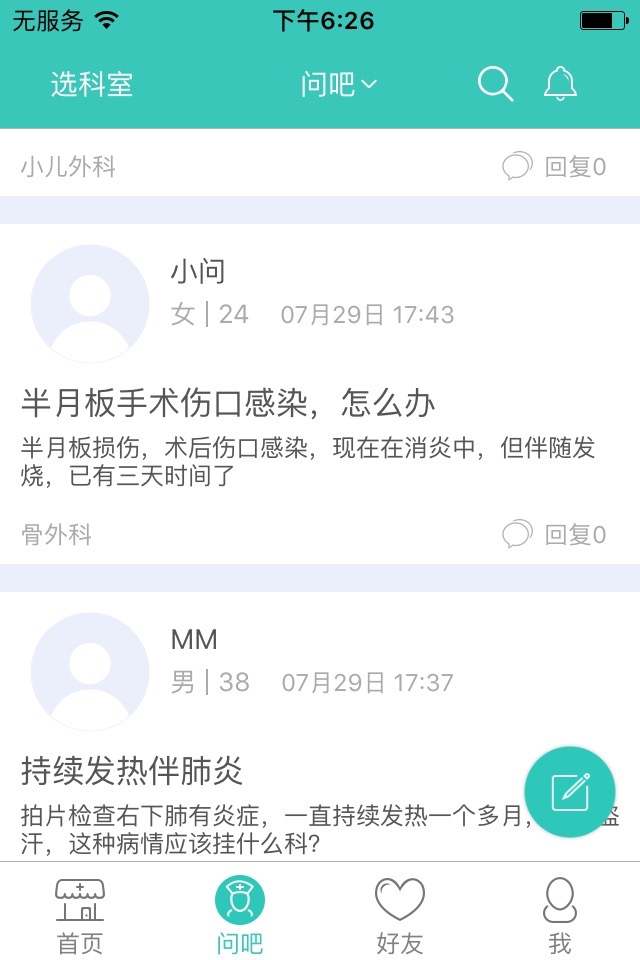 无服务 下午6:26
选科室 问吧
小儿外科 回复0
小问
女 | 24 07月29日 17:43
半月板手术伤口感染，怎么办
半月板损伤，术后伤口感染，现在在消炎中，但伴随发
烧，已有三天时间了
骨外科 回复0
MM
男 | 38 07月29日 17:37
持续发热伴肺炎
拍片检查右下肺有炎症，一直持续发热一个多月，盗
汗，这种病情应该挂什么科?
首页 问吧 好友 我